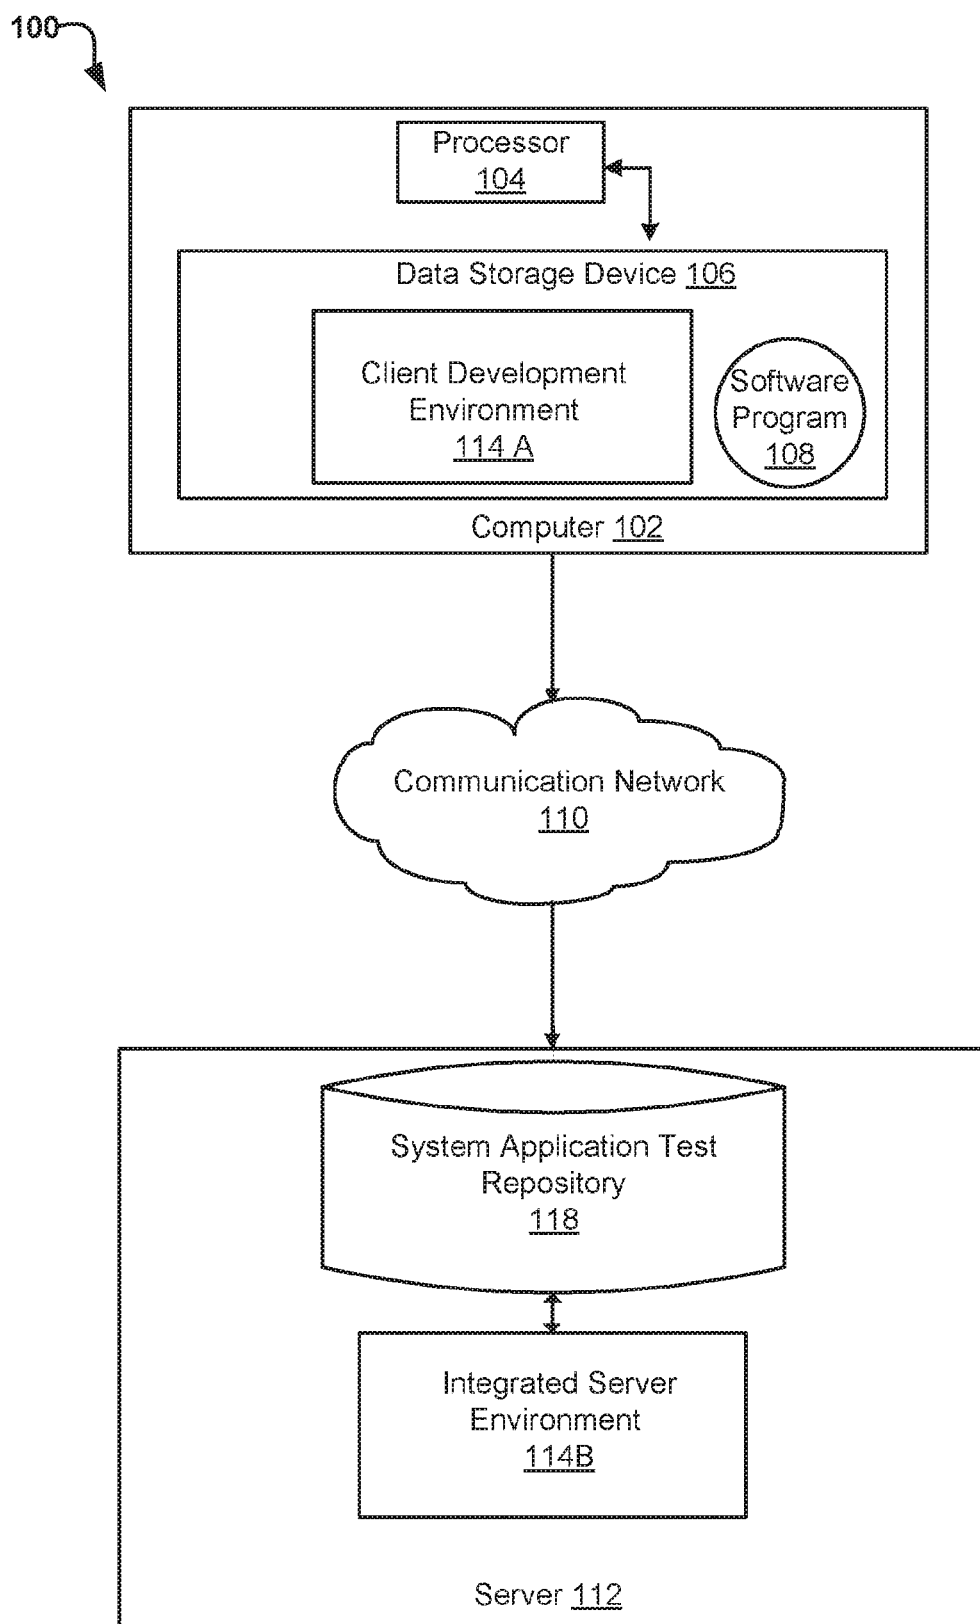 100
Processor
104
Data Storage Device 106
Client Development
Environment
114 A
Software
Program
108
Computer 102
Communication Network
110
System Application Test
Repository
118
Integrated Server
Environment
114B
Server 112